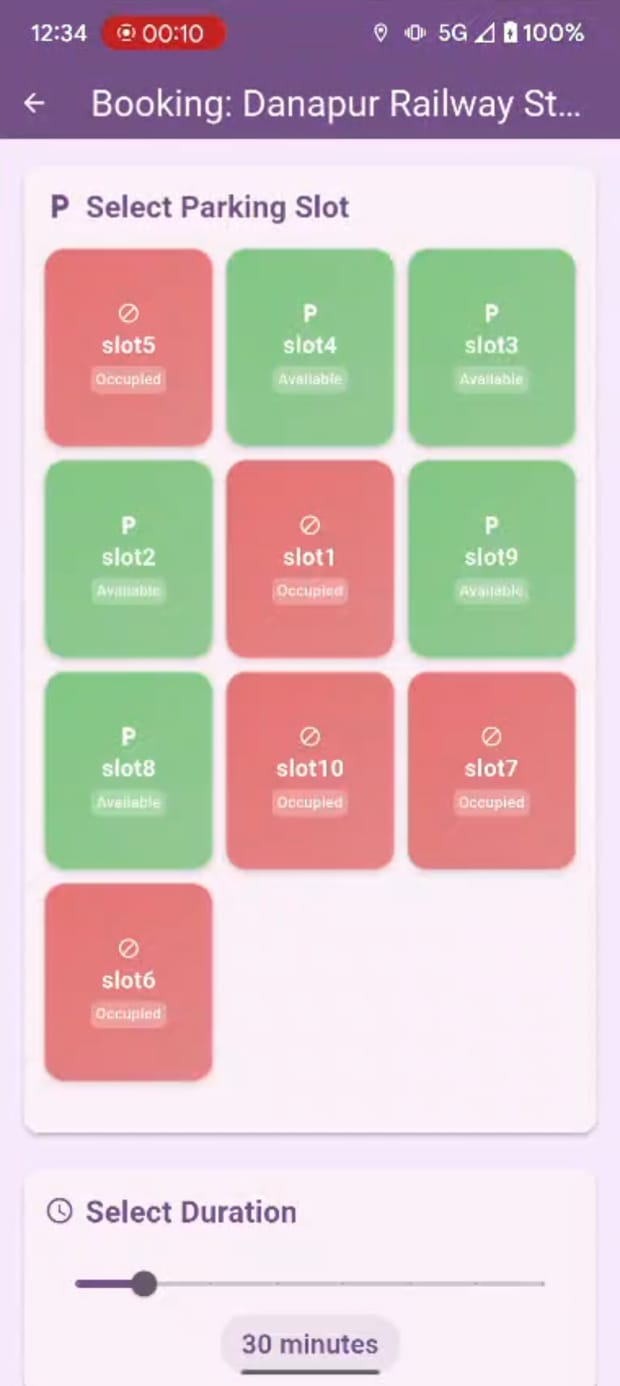 12:34 00:10 5G 100%
Booking: Danapur Railway St...
P Select Parking Slot
P P
slot5 slot4 slot3
Occupied Available Available
P P
slot2 slot1 slot9
Available Occupied Available
P
slot8 slot10 slot7
Available Occupied Occupied
slot6
Occupied
Select Duration
30 minutes